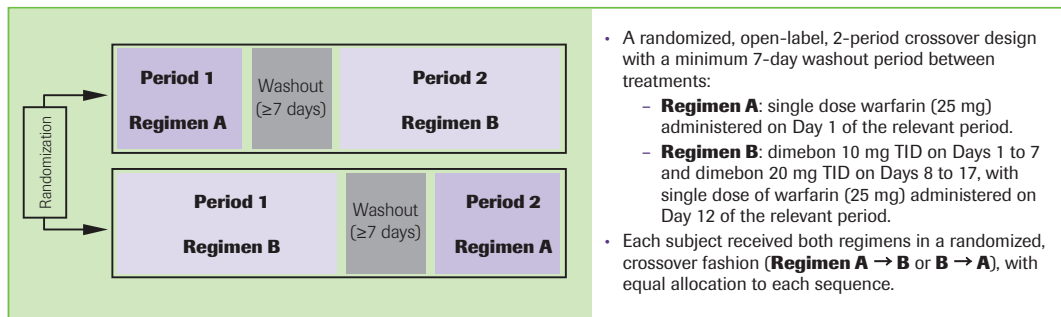 Randomization
Period 1
Regimen A
Washout
(≥7 days)
Period 2
Regimen B
Period 1
Regimen B
Washout
(≥7 days)
Period 2
Regimen A
• A randomized, open-label, 2-period crossover design
with a minimum 7-day washout period between
treatments:
– Regimen A: single dose warfarin (25 mg)
administered on Day 1 of the relevant period.
– Regimen B: dimebon 10 mg TID on Days 1 to 7
and dimebon 20 mg TID on Days 8 to 17, with
single dose of warfarin (25 mg) administered on
Day 12 of the relevant period.
• Each subject received both regimens in a randomized,
crossover fashion (Regimen A → B or B → A), with
equal allocation to each sequence.